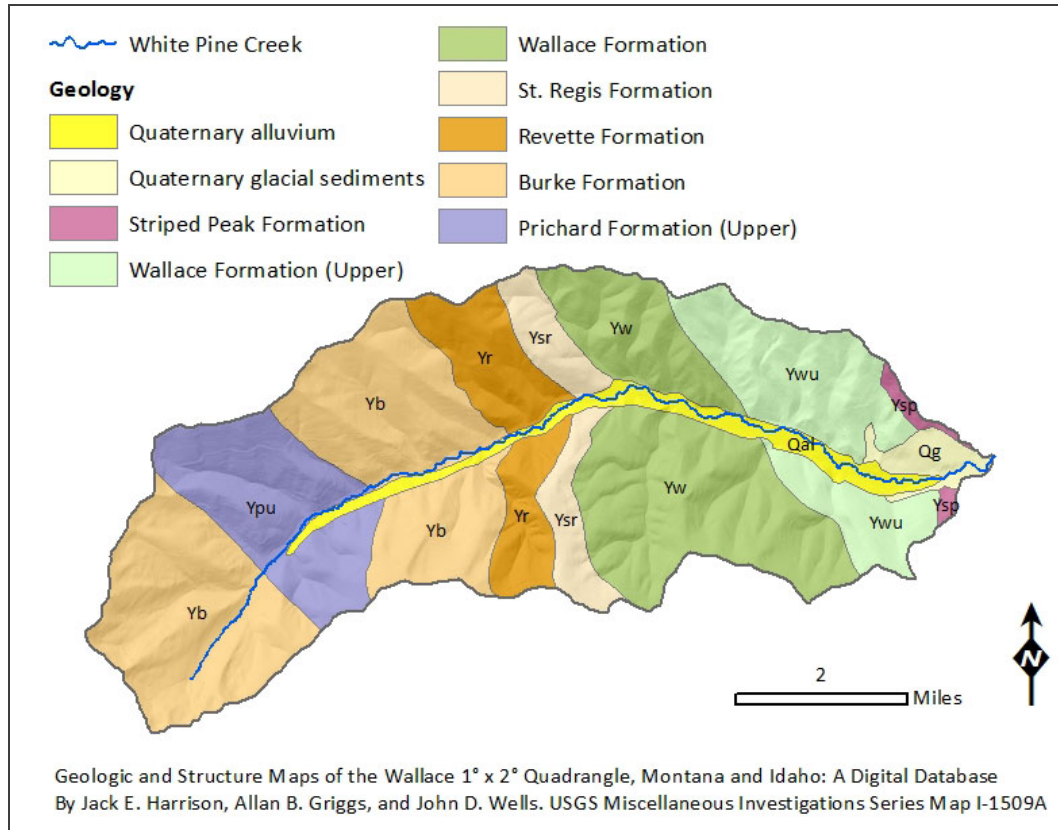 White Pine Creek
Geology
Quaternary alluvium
Quaternary glacial sediments
Striped Peak Formation
Wallace Formation (Upper)
Wallace Formation
St. Regis Formation
Revette Formation
Burke Formation
Prichard Formation (Upper)
Yw
Ysr
Yr
Ywu
Yb
Ysp
Qal
Qg
Yw
Ypu
Ysp
Yr
Ysr
Yb
Ywu
Yb
N
2
Miles
Geologic and Structure Maps of the Wallace 1° x 2° Quadrangle, Montana and Idaho: A Digital Database
By Jack E. Harrison, Allan B. Griggs, and John D. Wells. USGS Miscellaneous Investigations Series Map I-1509A